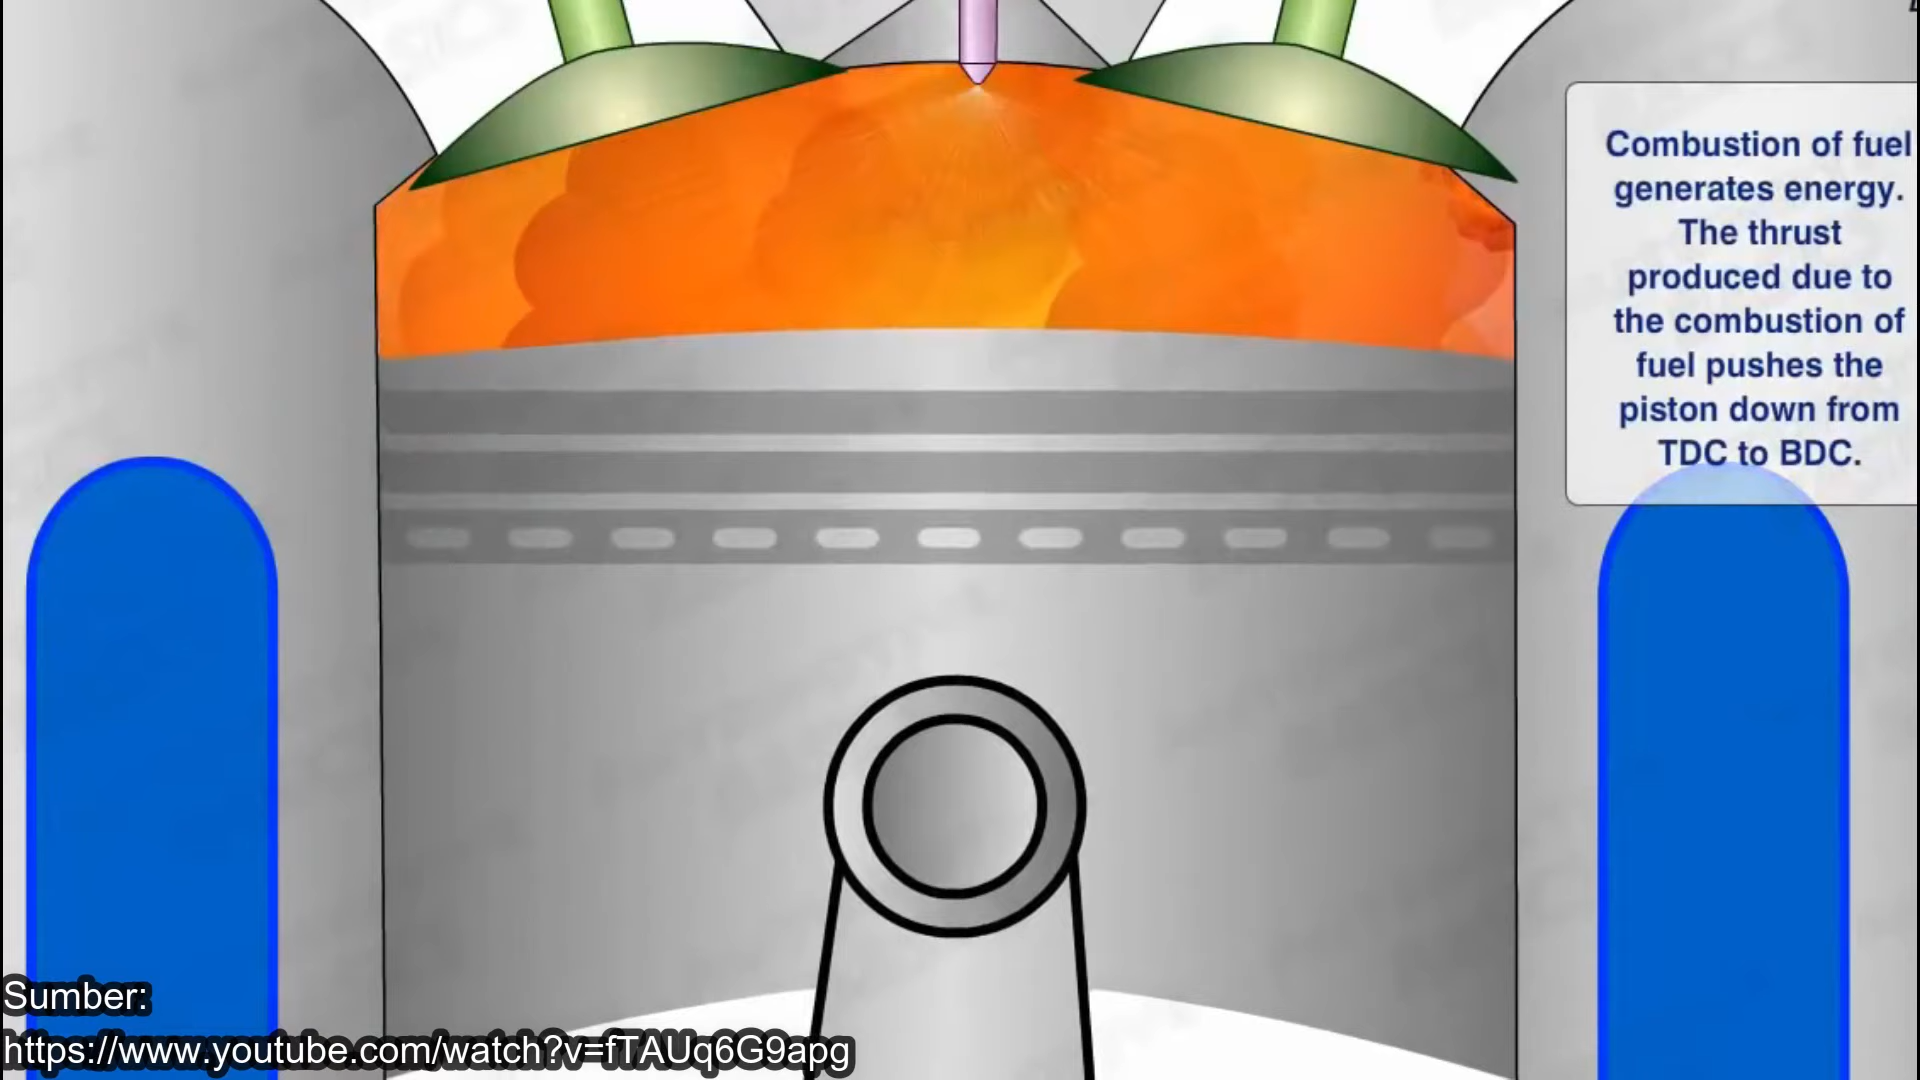 Combustion of fuel
generates energy.
The thrust
produced due to
the combustion of
fuel pushes the
piston down from
TDC to BDC.
Sumber:
https://www.youtube.com/watch?v=fTAUq6G9apg